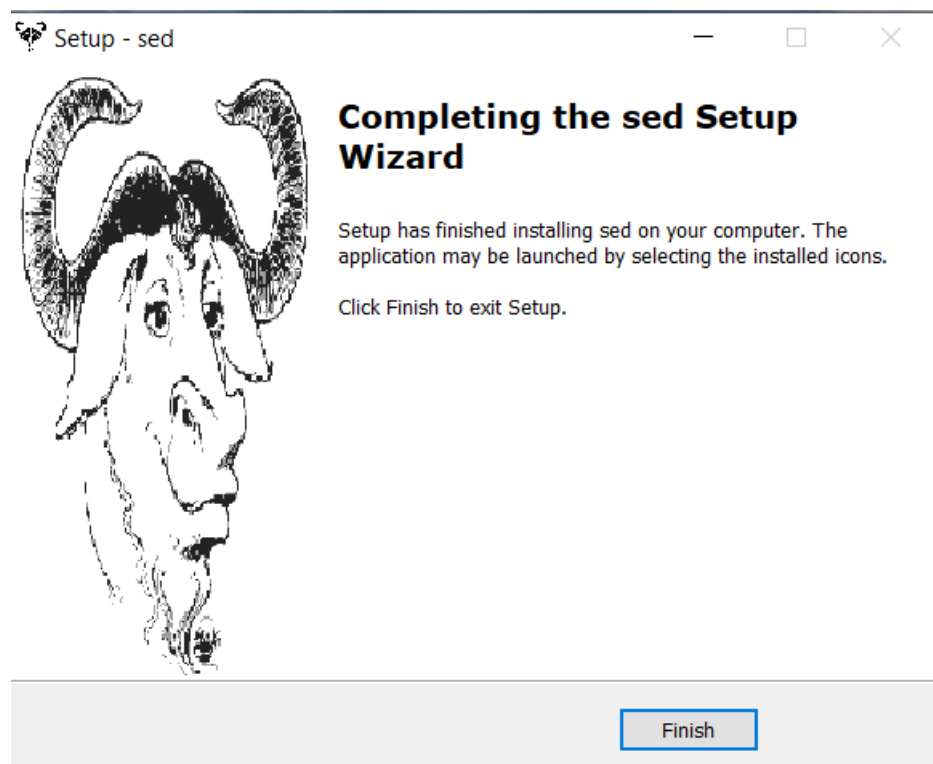 Setup - sed
Completing the sed Setup
Wizard
Setup has finished installing sed on your computer. The
application may be launched by selecting the installed icons.
Click Finish to exit Setup.
Finish